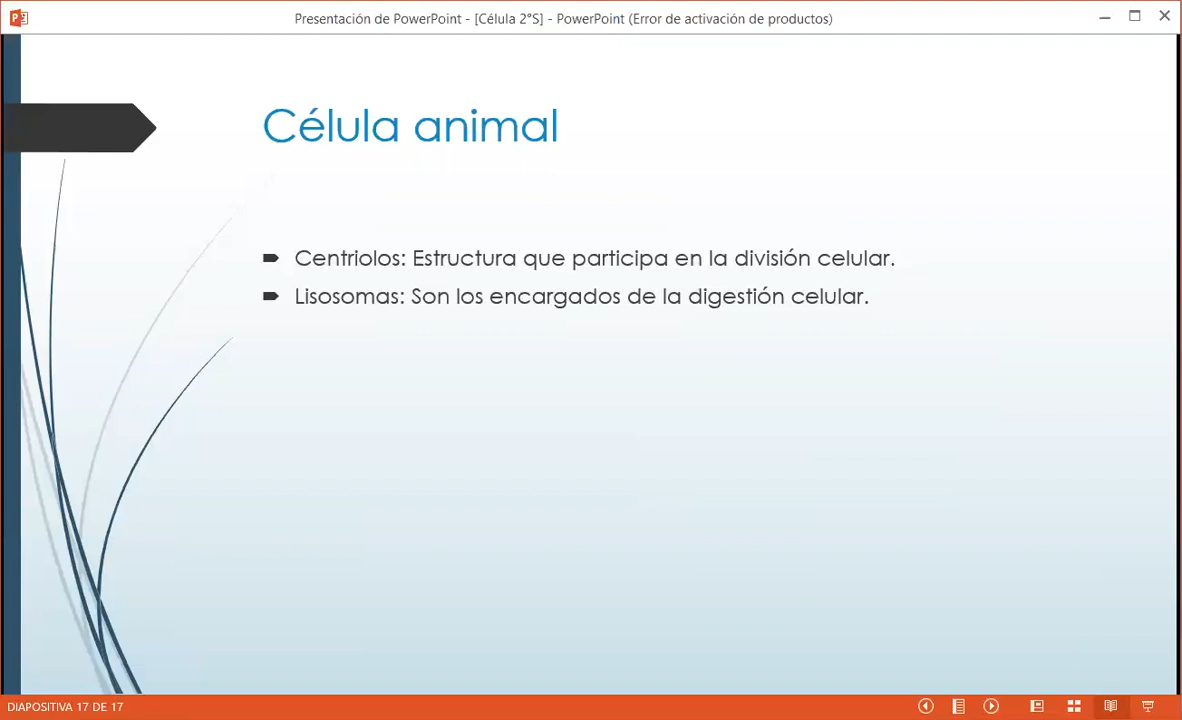 Presentación de PowerPoint - [Célula 2°S] - PowerPoint (Error de activación de productos)
Célula animal
Centriolos: Estructura que participa en la división celular.
Lisosomas: Son los encargados de la digestión celular.
DIAPOSITIVA 17 DE 17